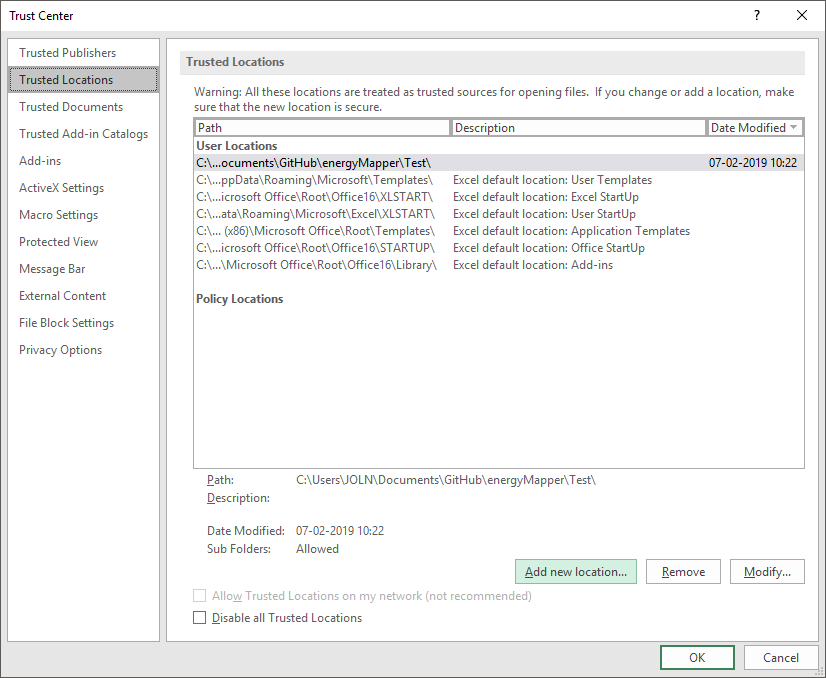 Trust Center
?
Trusted Publishers
Trusted Locations
Trusted Documents
Trusted Add-in Catalogs
Add-ins
ActiveX Settings
Macro Settings
Protected View
Message Bar
External Content
File Block Settings
Privacy Options
Trusted Locations
Warning: All these locations are treated as trusted sources for opening files. If you change or add a location, make
sure that the new location is secure.
Path Description Date Modified
User Locations
C:\...ocuments\GitHub\energyMapper\Test\ 07-02-2019 10:22
C:\...ppData\Roaming\Microsoft\Templates\ Excel default location: User Templates
C:\...icrosoft Office\Root\Office16\XLSTART\ Excel default location: Excel StartUp
C:\...ata\Roaming\Microsoft\Excel\XLSTART\ Excel default location: User StartUp
C:\... (x86)\Microsoft Office\Root\Templates\ Excel default location: Application Templates
C:\...icrosoft Office\Root\Office16\STARTUP\ Excel default location: Office StartUp
C:\...\Microsoft Office\Root\Office16\Library\ Excel default location: Add-ins
Policy Locations
Path: C:\Users\JOLN\Documents\GitHub\energyMapper\Test\
Description:
Date Modified: 07-02-2019 10:22
Sub Folders: Allowed
Add new location... Remove Modify...
Allow Trusted Locations on my network (not recommended)
Disable all Trusted Locations
OK Cancel